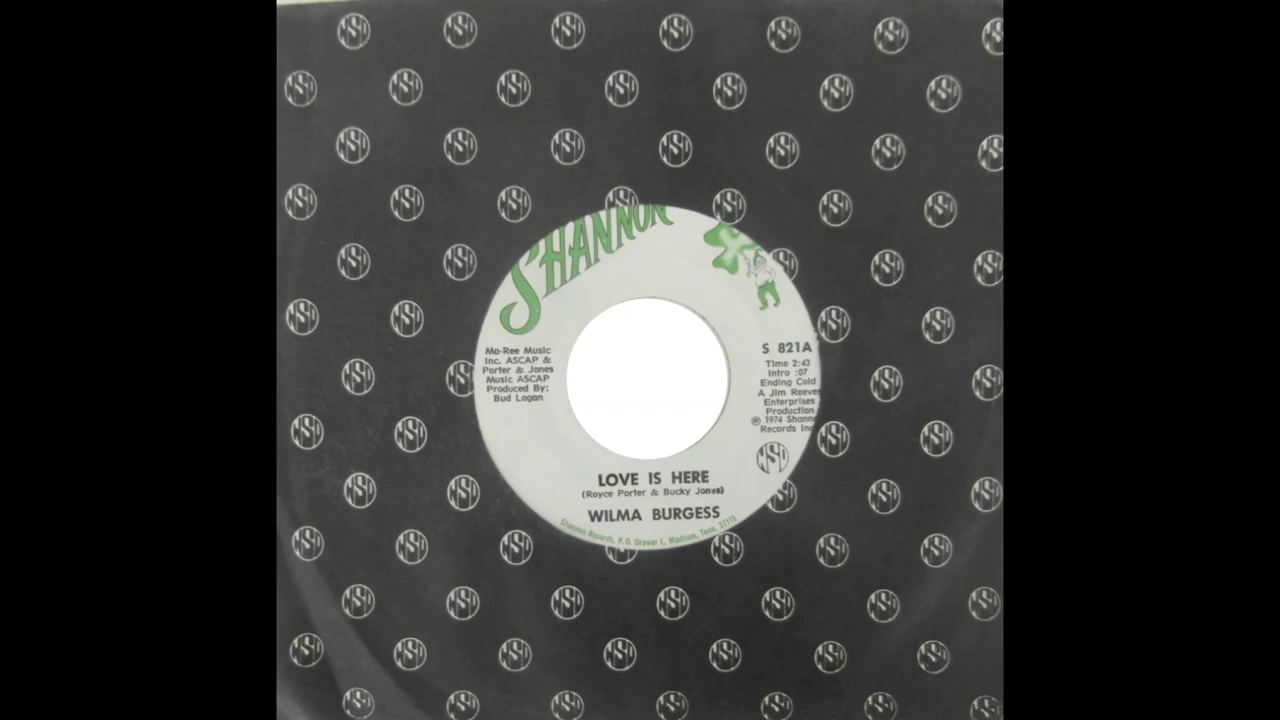 SHANNON
Ma-Ree Music
Inc. ASCAP &
Porter & Jones
Music ASCAP
Produced By:
Bud Logan
S 821A
Time 2:43
Intro :07
Ending Cold
A Jim Reeves
Enterprises
Production
℗ 1974 Shann
Records Inc
NSD
LOVE IS HERE
(Royce Porter & Bucky Jones)
WILMA BURGESS
Shannon Records, P.O. Drawer 1, Madison, Tenn. 37115